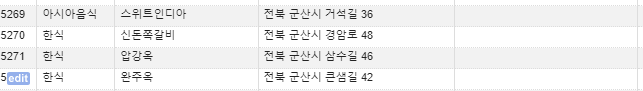 5269 아시아음식 스위트인디아 전북 군산시 거석길 36
5270 한식 신돈쪽갈비 전북 군산시 경암로 48
5271 한식 압강옥 전북 군산시 삼수길 46
5 edit 한식 완주옥 전북 군산시 큰샘길 42